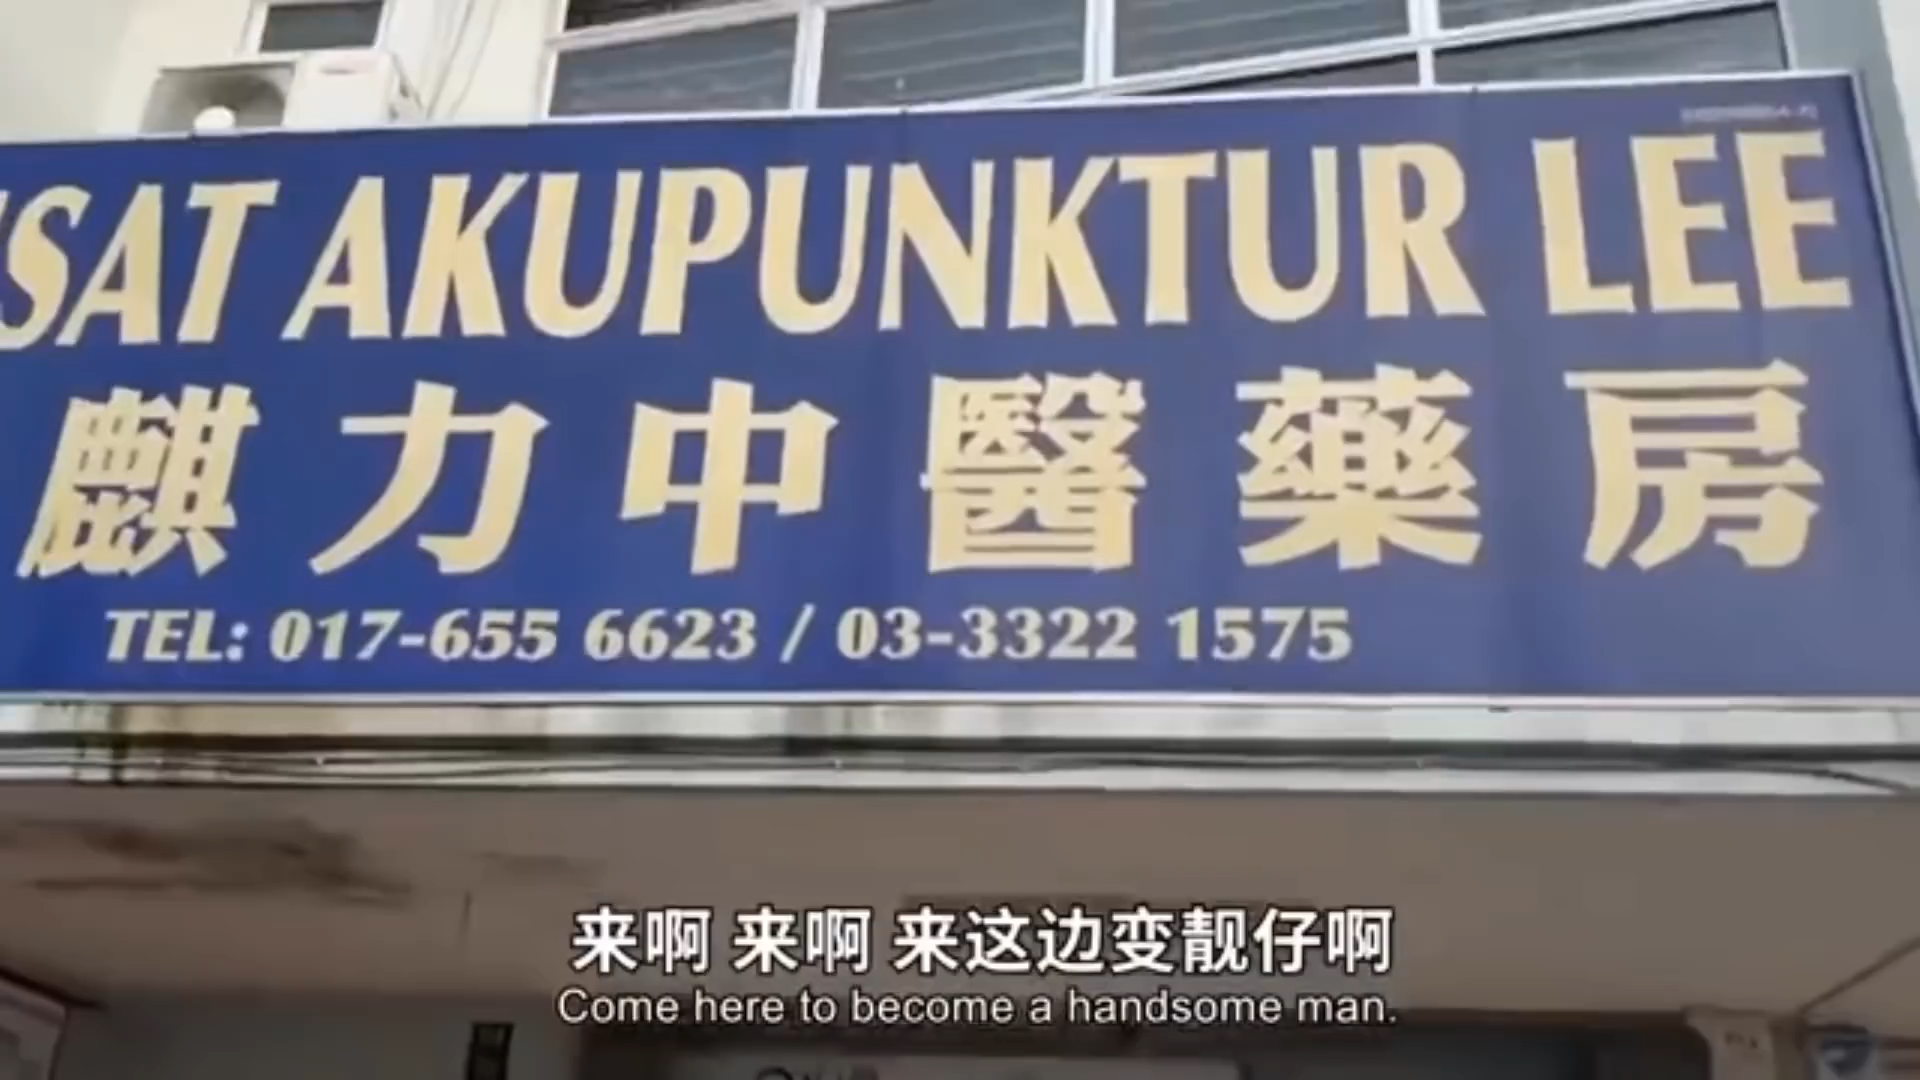 SAT AKUPUNKTUR LEE
麒力中醫藥房
TEL: 017-655 6623 / 03-3322 1575
来啊 来啊 来这边变靓仔啊
Come here to become a handsome man.